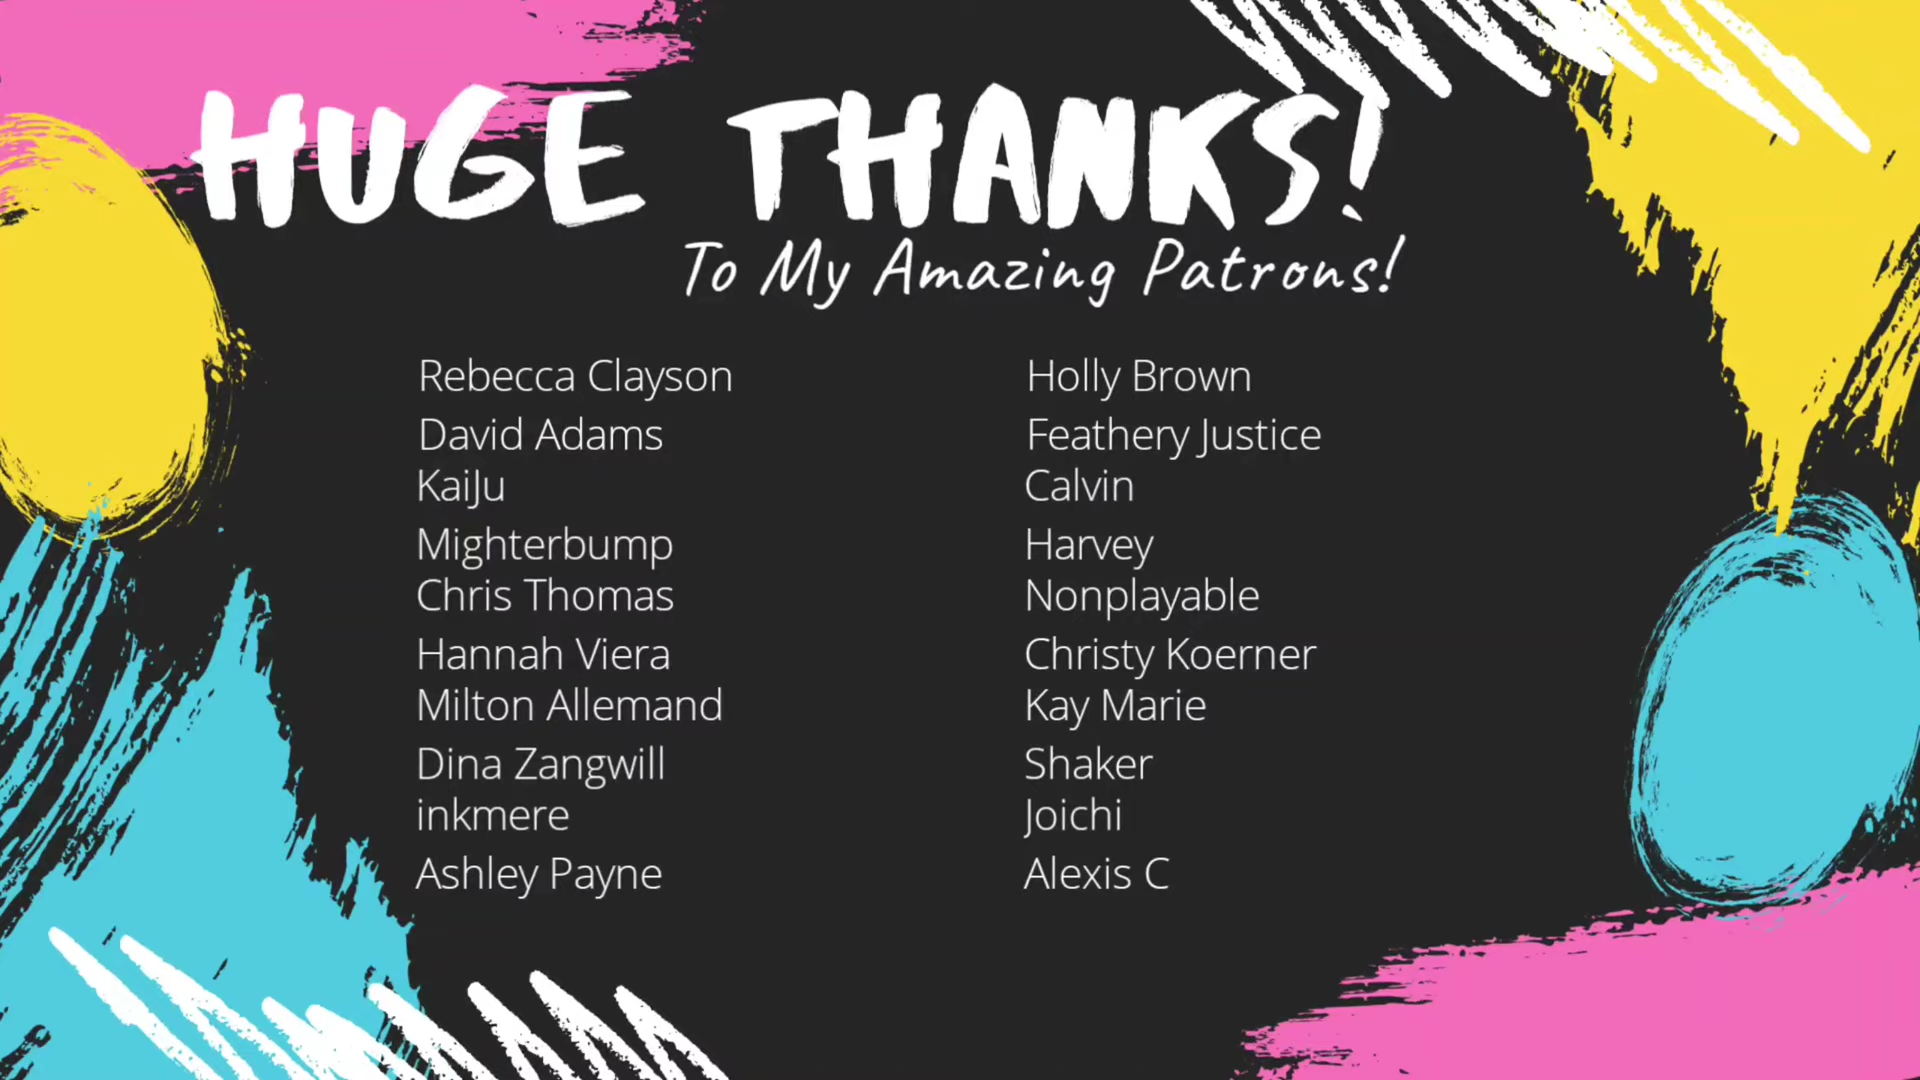 HUGE THANKS!
To My Amazing Patrons!
Rebecca Clayson
David Adams
KaiJu
Mighterbump
Chris Thomas
Hannah Viera
Milton Allemand
Dina Zangwill
inkmere
Ashley Payne
Holly Brown
Feathery Justice
Calvin
Harvey
Nonplayable
Christy Koerner
Kay Marie
Shaker
Joichi
Alexis C